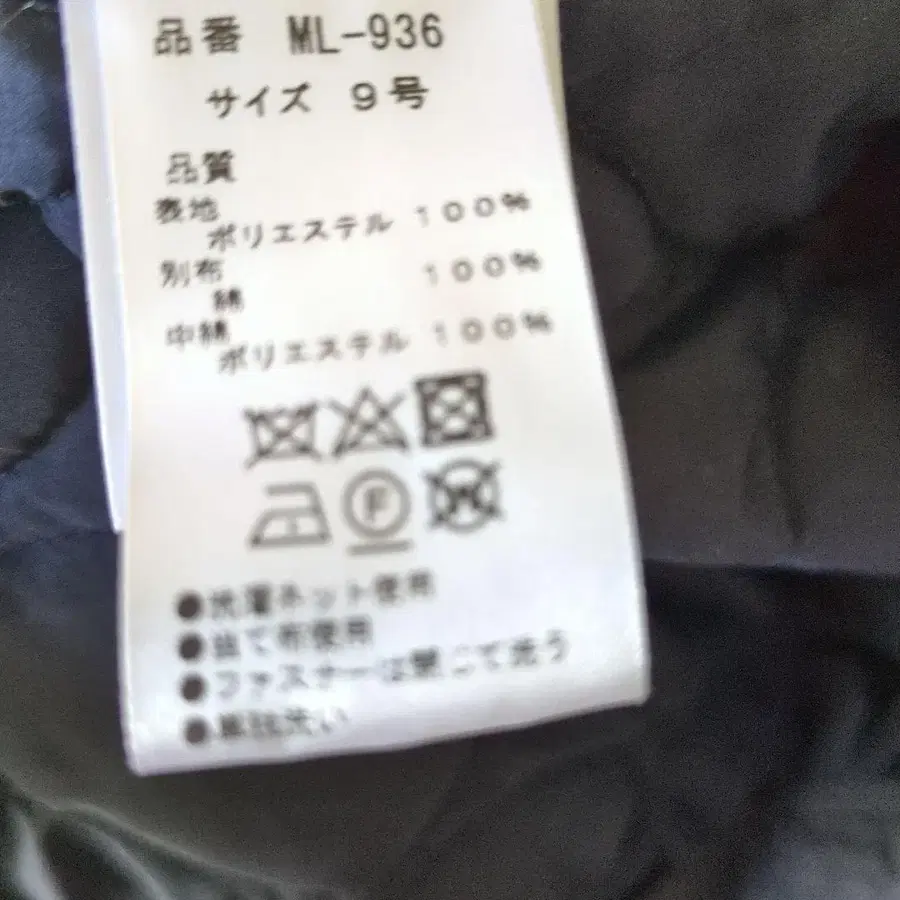 品番 ML-936
サイズ 9号
品質
表地
ポリエステル 100%
別布
綿 100%
中綿
ポリエステル 100%
F
W
●洗濯ネット使用
●当て布使用
●ファスナーは閉じて洗う
●単独洗い